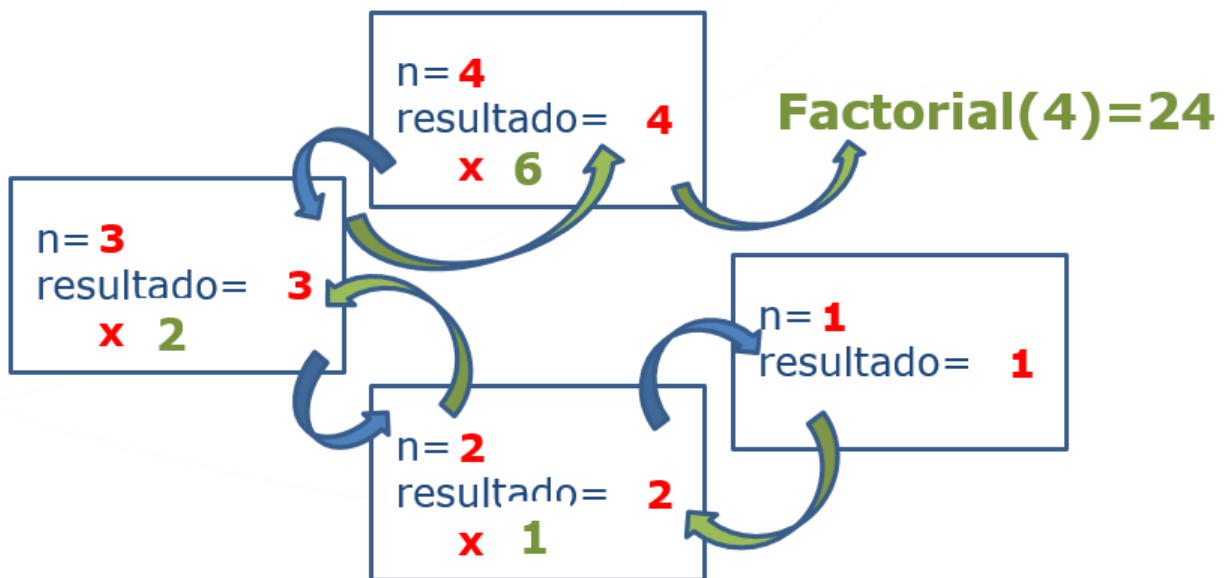 n= 4
resultado= 4
x 6
Factorial(4)=24
n= 3
resultado= 3
x 2
n= 2
resultado= 2
x 1
n= 1
resultado= 1